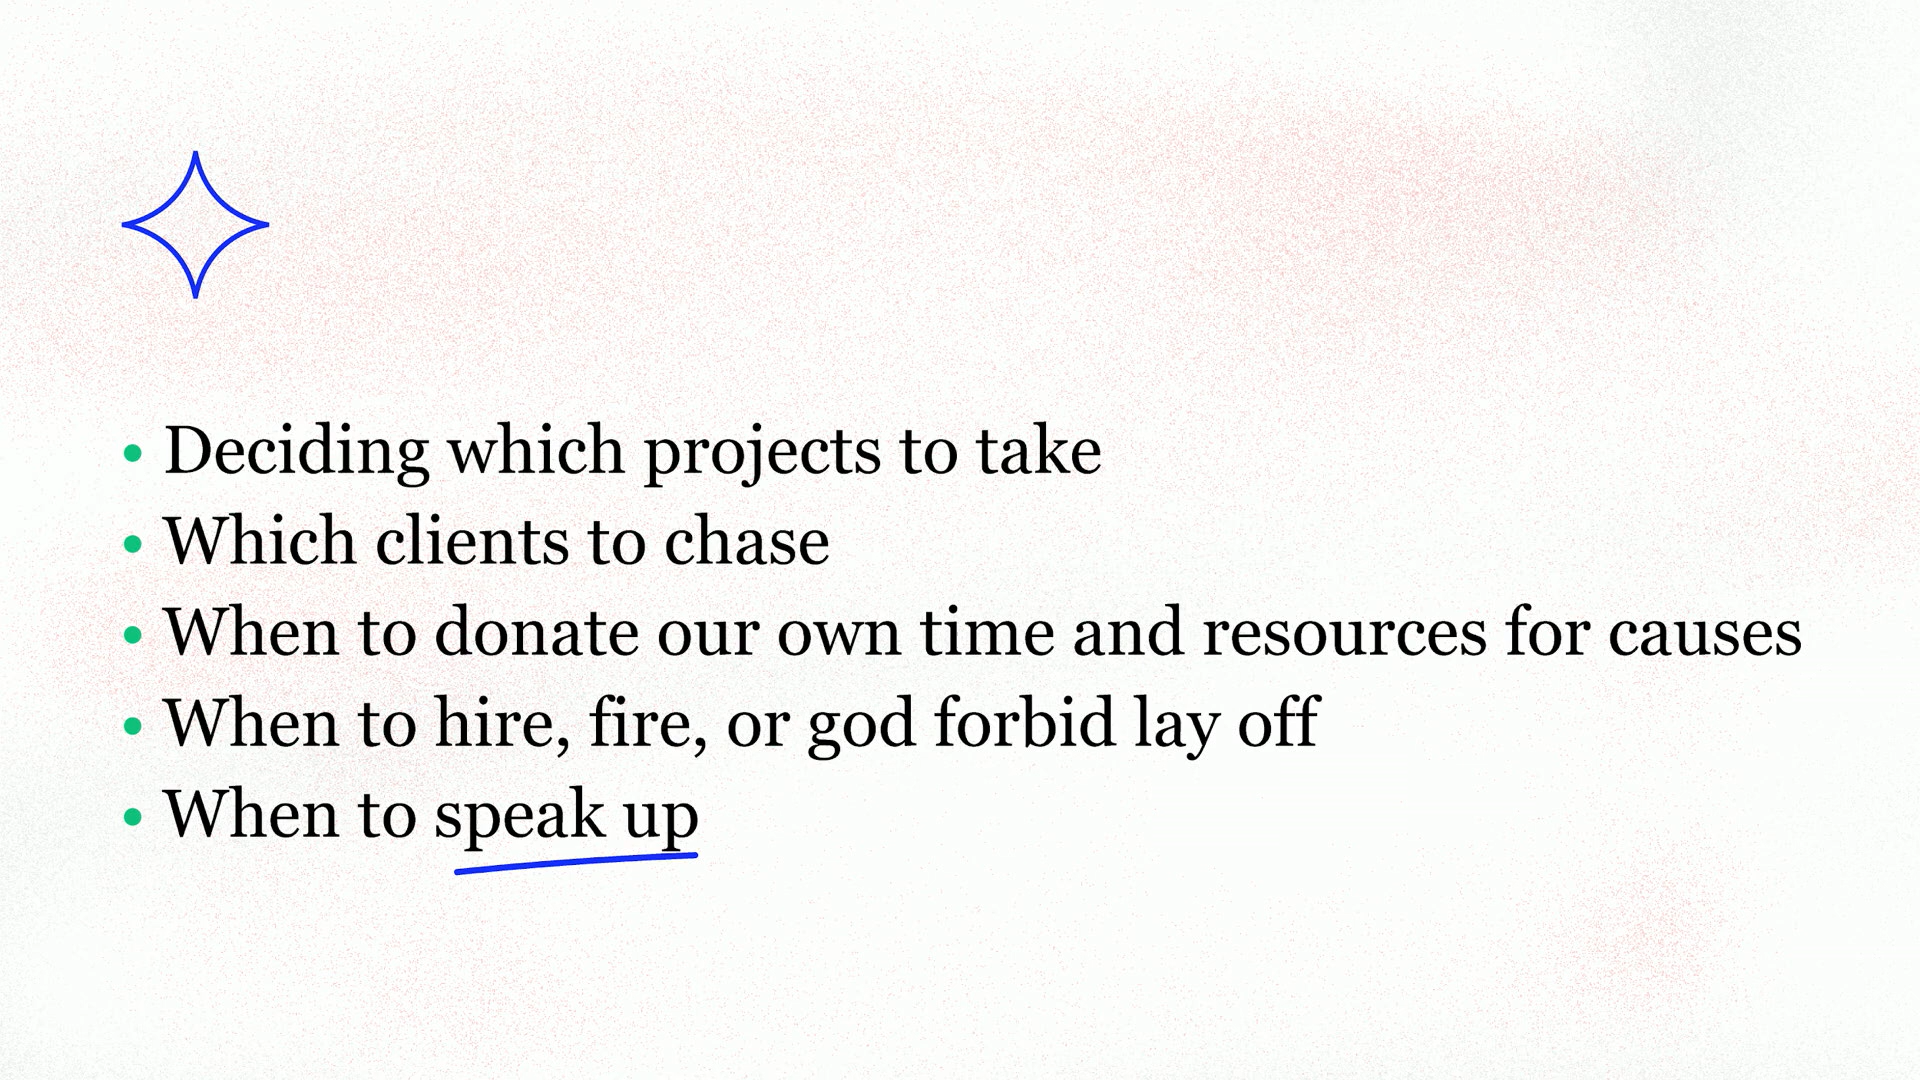 • Deciding which projects to take
• Which clients to chase
• When to donate our own time and resources for causes
• When to hire, fire, or god forbid lay off
• When to speak up